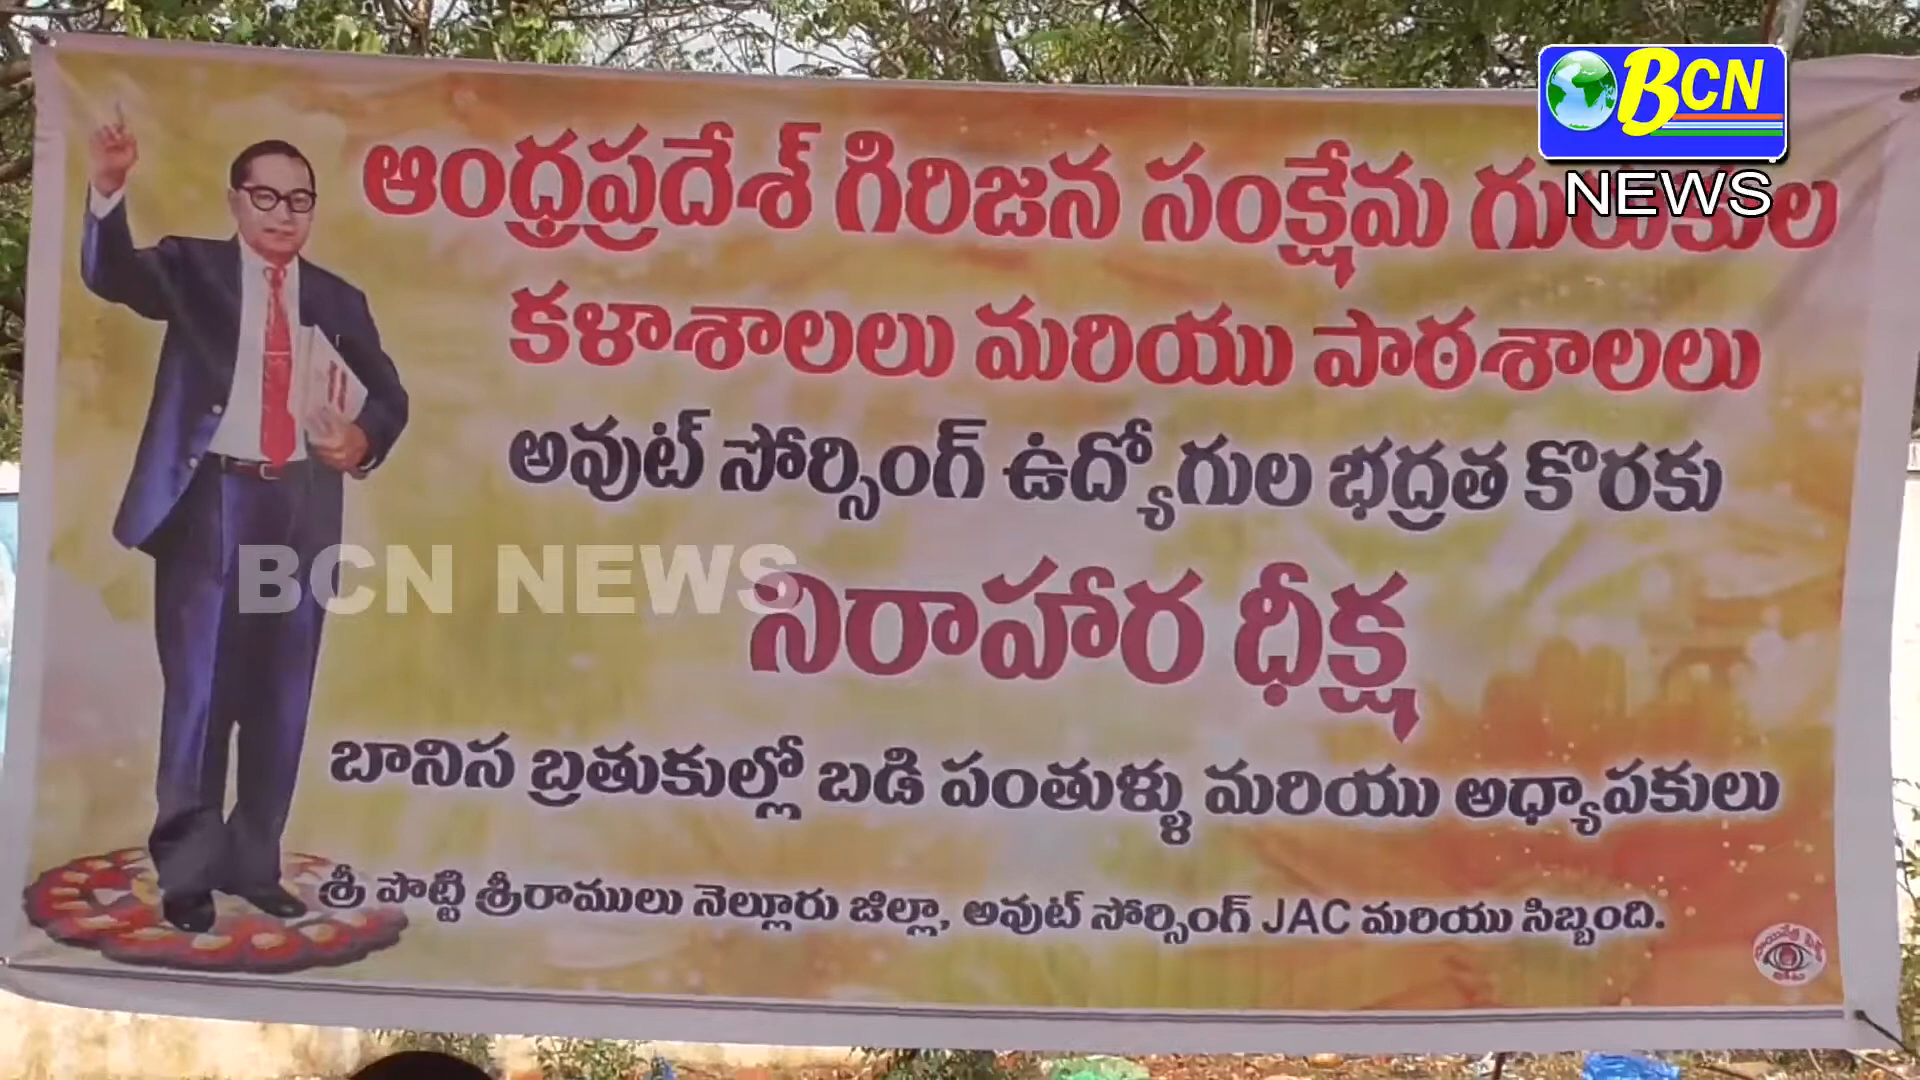 BCN
NEWS
ఆంధ్రప్రదేశ్ గిరిజన సంక్షేమ గురుకుల
కళాశాలలు మరియు పాఠశాలలు
అవుట్ సోర్సింగ్ ఉద్యోగుల భద్రత కొరకు
BCN NEWS
నిరాహార ధీక్ష
బానిస బ్రతుకుల్లో బడి పంతుళ్ళు మరియు అధ్యాపకులు
శ్రీ పొట్టి శ్రీరాములు నెల్లూరు జిల్లా, అవుట్ సోర్సింగ్ JAC మరియు సిబ్బంది.